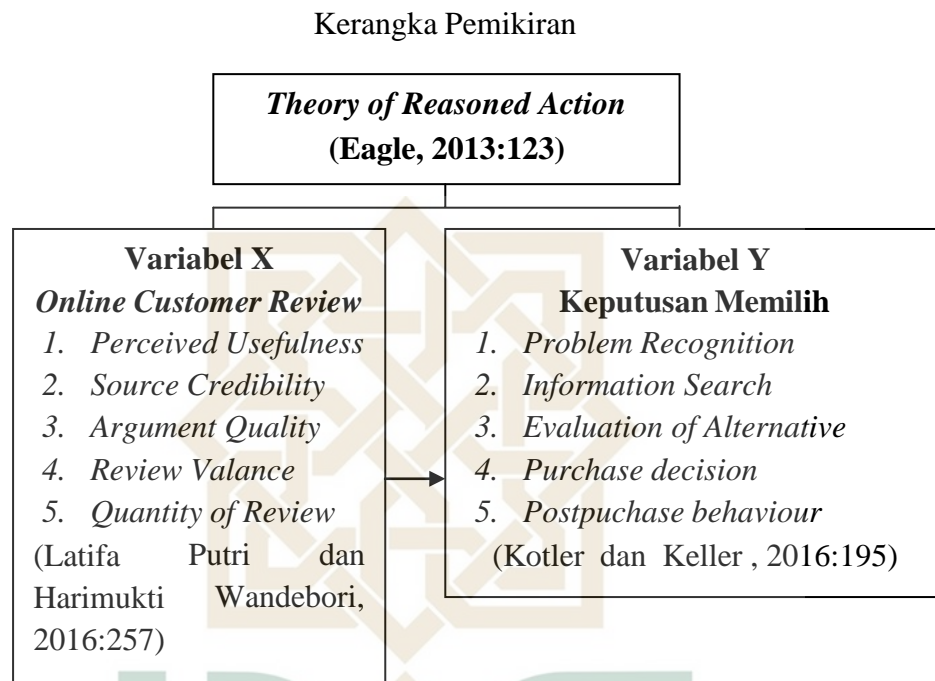 Kerangka Pemikiran
Theory of Reasoned Action
(Eagle, 2013:123)
Variabel X
Online Customer Review
1. Perceived Usefulness
2. Source Credibility
3. Argument Quality
4. Review Valance
5. Quantity of Review
(Latifa Putri dan
Harimukti Wandebori,
2016:257)
Variabel Y
Keputusan Memilih
1. Problem Recognition
2. Information Search
3. Evaluation of Alternative
4. Purchase decision
5. Postpuchase behaviour
(Kotler dan Keller , 2016:195)